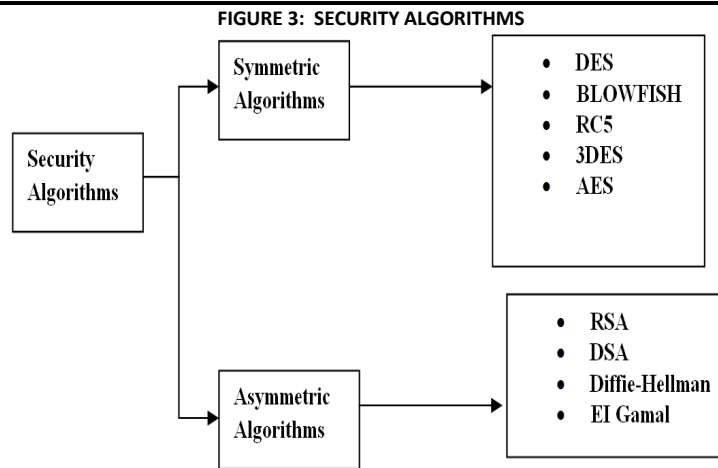 FIGURE 3: SECURITY ALGORITHMS
Security
Algorithms
Symmetric
Algorithms
• DES
• BLOWFISH
• RC5
• 3DES
• AES
Asymmetric
Algorithms
• RSA
• DSA
• Diffie-Hellman
• EI Gamal